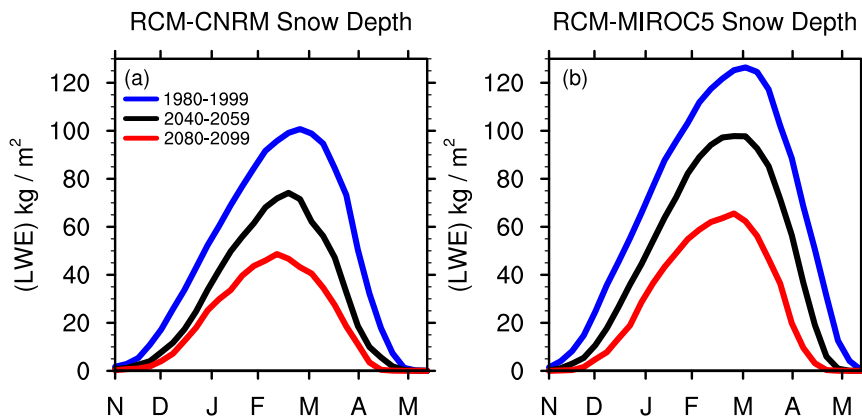 RCM-CNRM Snow Depth
(LWE) kg / m²
120
100
80
60
40
20
0
(a)
1980-1999
2040-2059
2080-2099
N D J F M A M
RCM-MIROC5 Snow Depth
(LWE) kg / m²
120
100
80
60
40
20
0
(b)
N D J F M A M